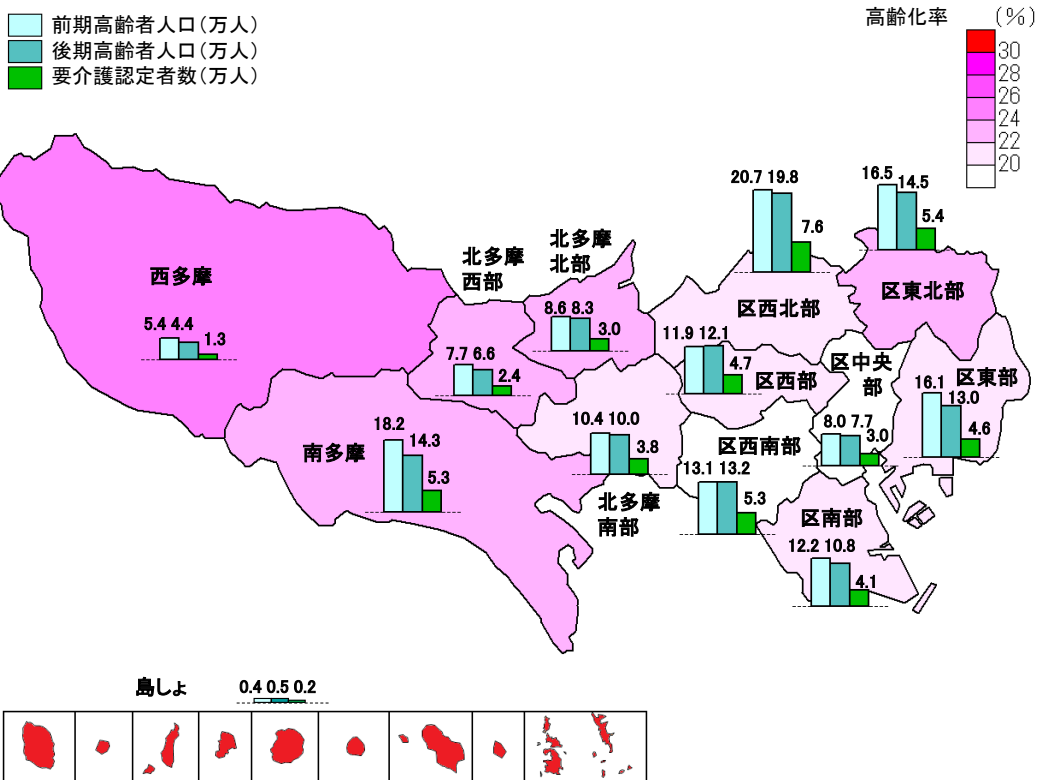 前期高齢者人口(万人)
後期高齢者人口(万人)
要介護認定者数(万人)
高齢化率 (%)
30
28
26
24
22
20
20.7 19.8
7.6
16.5
14.5
5.4
北多摩
西部
北多摩
北部
西多摩
5.4 4.4
1.3
区西北部
区東北部
8.6 8.3
3.0
7.7 6.6
2.4
11.9 12.1
4.7
区西部
区中央
部
区東部
16.1
13.0
4.6
18.2
14.3
5.3
南多摩
10.4 10.0
3.8
北多摩
南部
区西南部
13.1 13.2
5.3
8.0 7.7
3.0
区南部
12.2 10.8
4.1
島しょ
0.4 0.5 0.2